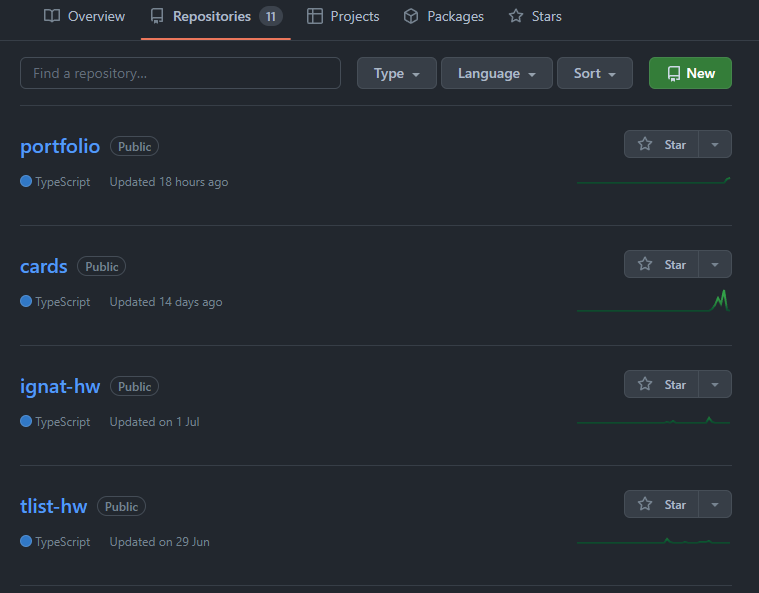 Overview Repositories 11 Projects Packages Stars
Find a repository... Type Language Sort New
portfolio Public Star
TypeScript Updated 18 hours ago
cards Public Star
TypeScript Updated 14 days ago
ignat-hw Public Star
TypeScript Updated on 1 Jul
tlist-hw Public Star
TypeScript Updated on 29 Jun